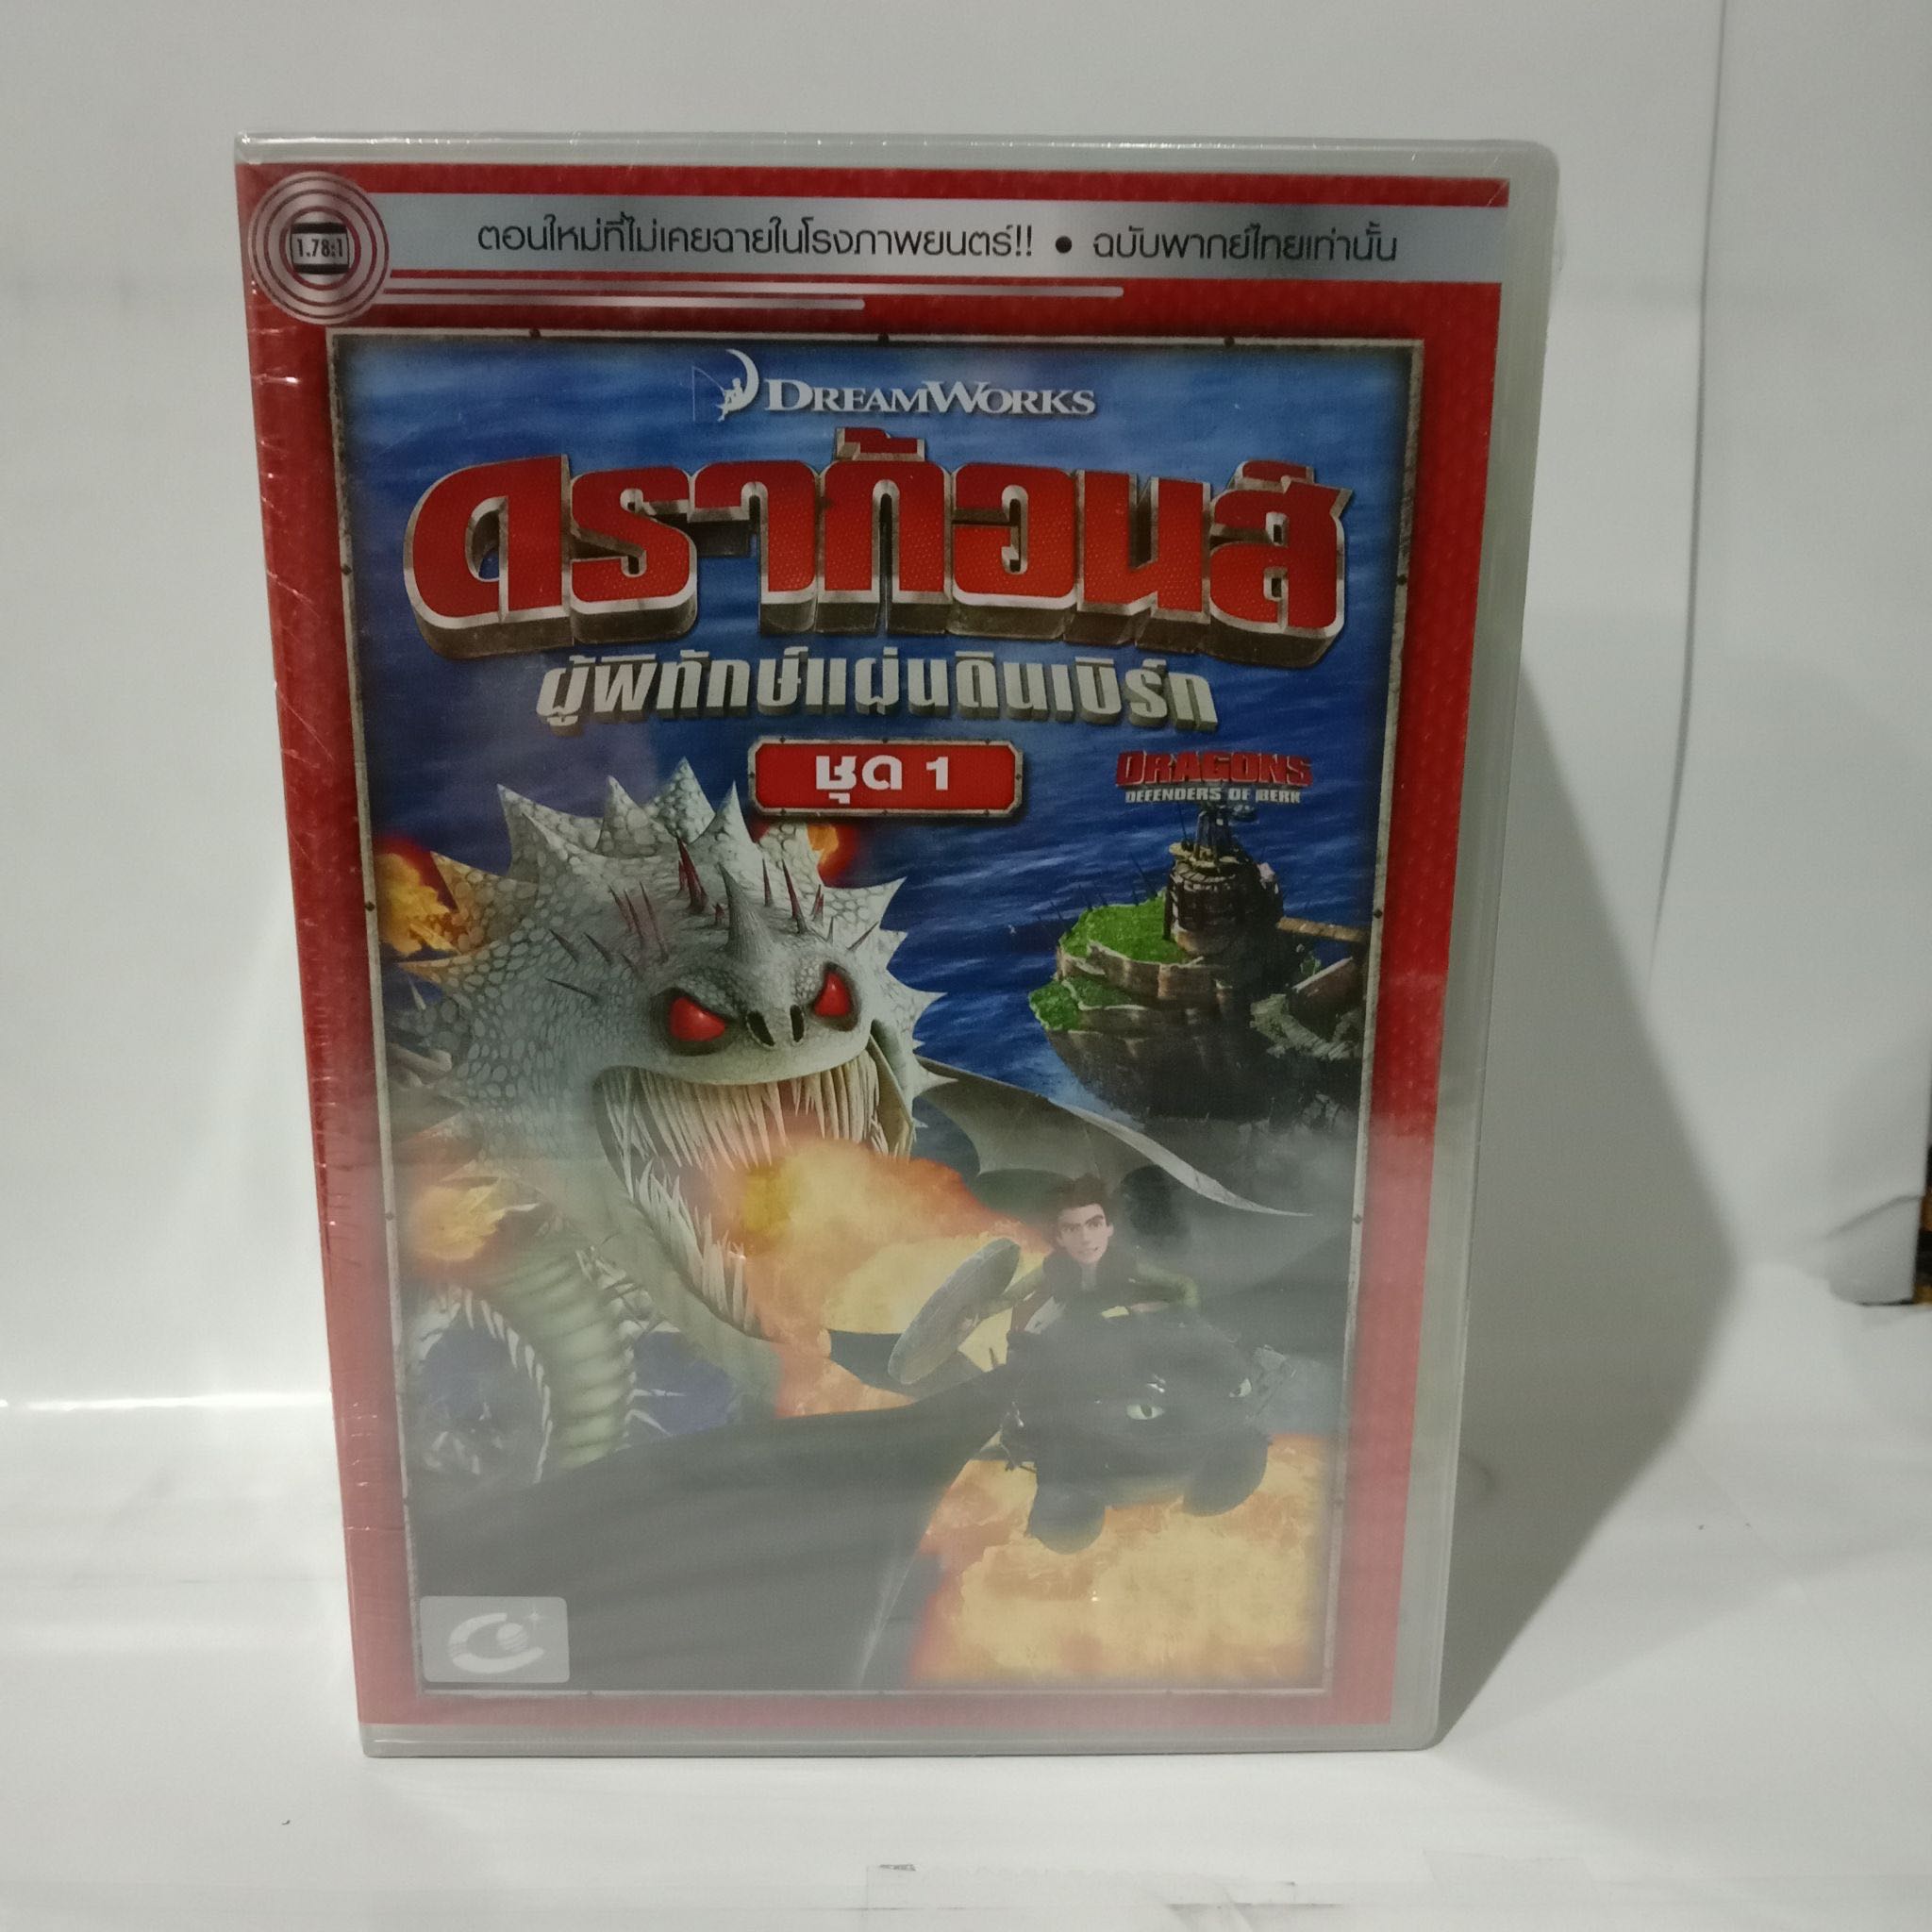 1.78:1
ตอนใหม่ที่ไม่เคยฉายในโรงภาพยนตร์!! • ฉบับพากย์ไทยเท่านั้น
DREAMWORKS
ดราก้อนส์
ผู้พิทักษ์แผ่นดินเบิร์ก
ชุด 1
DRAGONS
DEFENDERS OF BERK